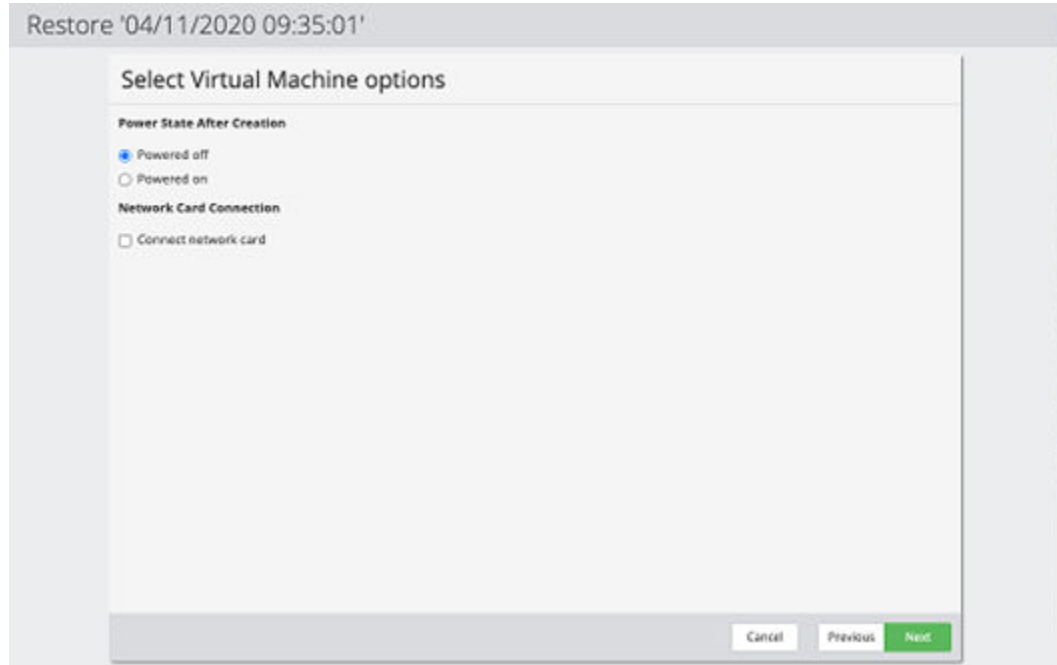 Restore '04/11/2020 09:35:01'
Select Virtual Machine options
Power State After Creation
Powered off
Powered on
Network Card Connection
Connect network card
Cancel Previous Next